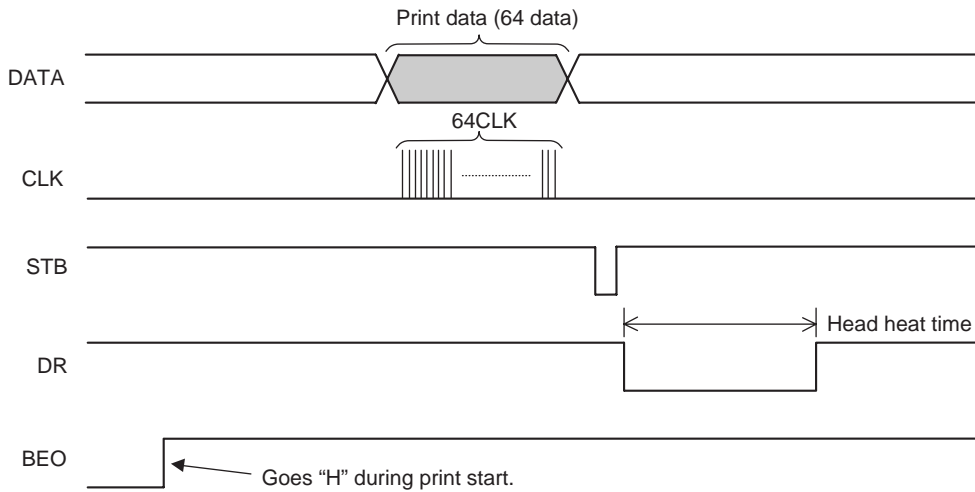 Print data (64 data)
DATA
64CLK
CLK
STB
Head heat time
DR
BEO
Goes “H” during print start.